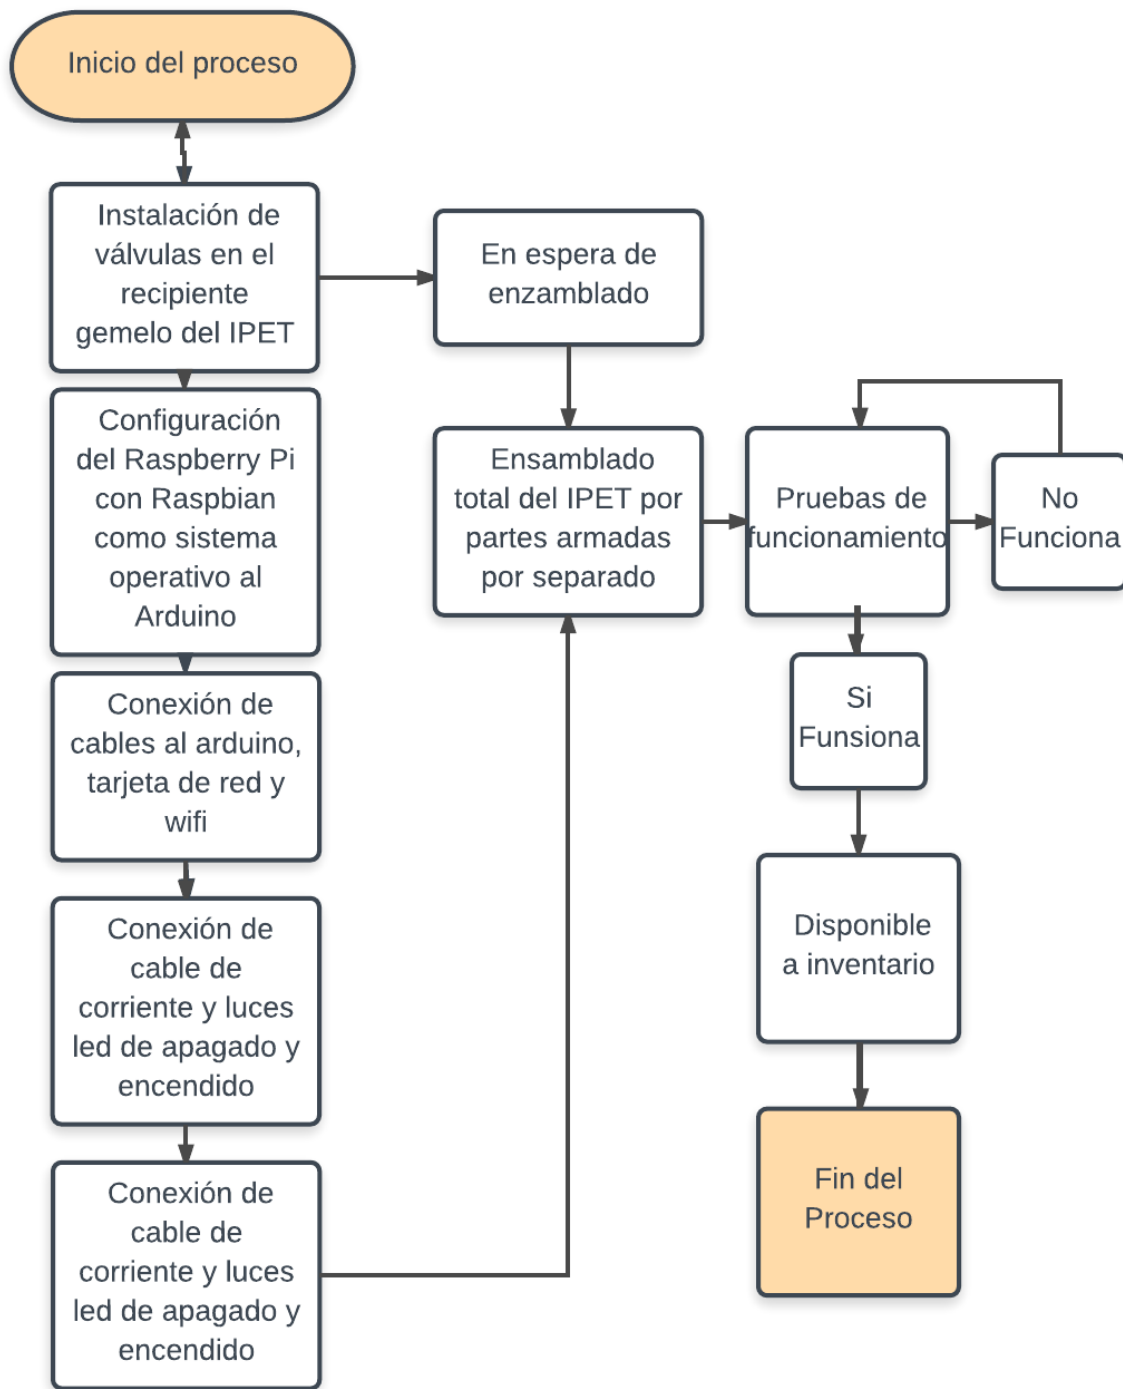 Inicio del proceso
Instalación de
válvulas en el
recipiente
gemelo del IPET
En espera de
enzamblado
Configuración
del Raspberry Pi
con Raspbian
como sistema
operativo al
Arduino
Ensamblado
total del IPET por
partes armadas
por separado
Pruebas de
funcionamiento
No
Funciona
Conexión de
cables al arduino,
tarjeta de red y
wifi
Si
Funsiona
Conexión de
cable de
corriente y luces
led de apagado y
encendido
Disponible
a inventario
Conexión de
cable de
corriente y luces
led de apagado y
encendido
Fin del
Proceso